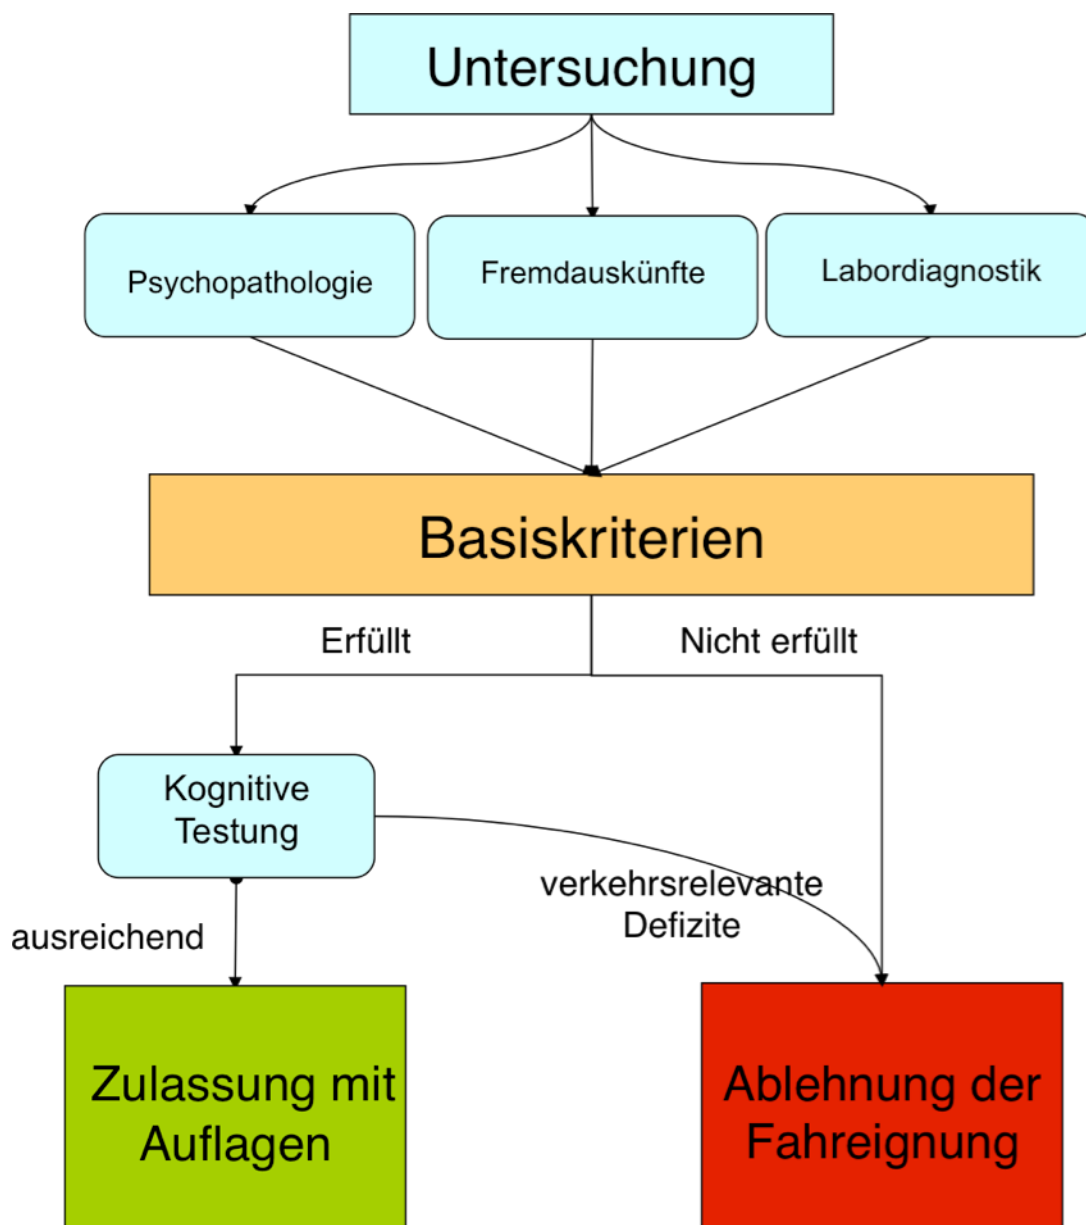 Untersuchung
Psychopathologie
Fremdauskünfte
Labordiagnostik
Basiskriterien
Erfüllt
Nicht erfüllt
Kognitive
Testung
verkehrsrelevante
Defizite
ausreichend
Zulassung mit
Auflagen
Ablehnung der
Fahreignung